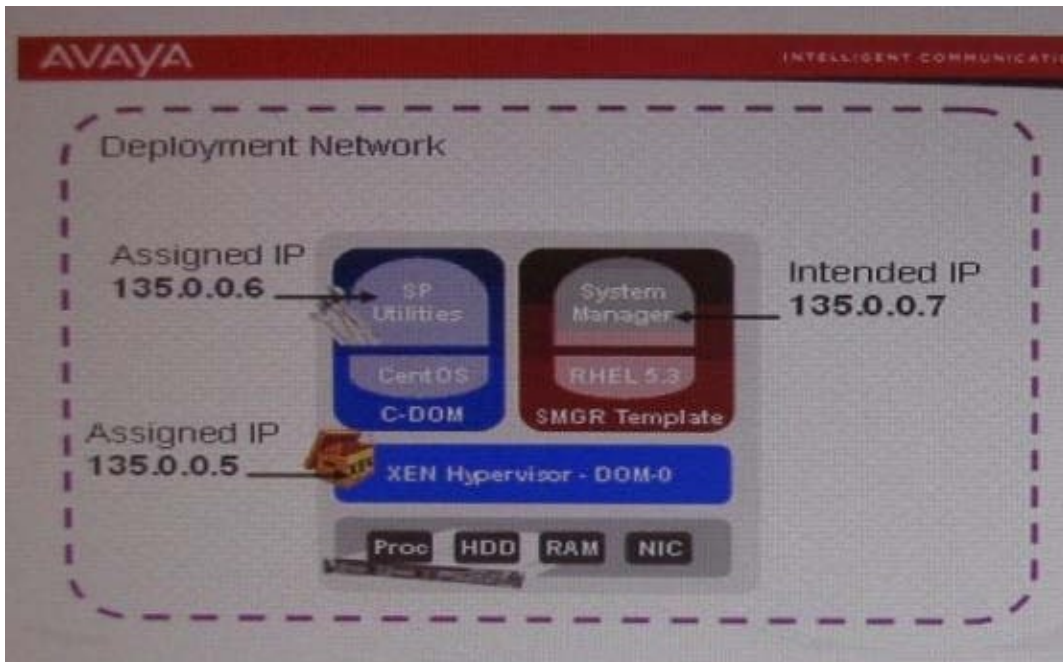 AVAYA
INTELLIGENT COMMUNICATIO
Deployment Network
Assigned IP
135.0.0.6
SP
Utilities
System
Manager
Intended IP
135.0.0.7
CentOS
RHEL 5.3
C-DOM
SMGR Template
Assigned IP
135.0.0.5
XEN Hypervisor - DOM-0
Proc
HDD
RAM
NIC